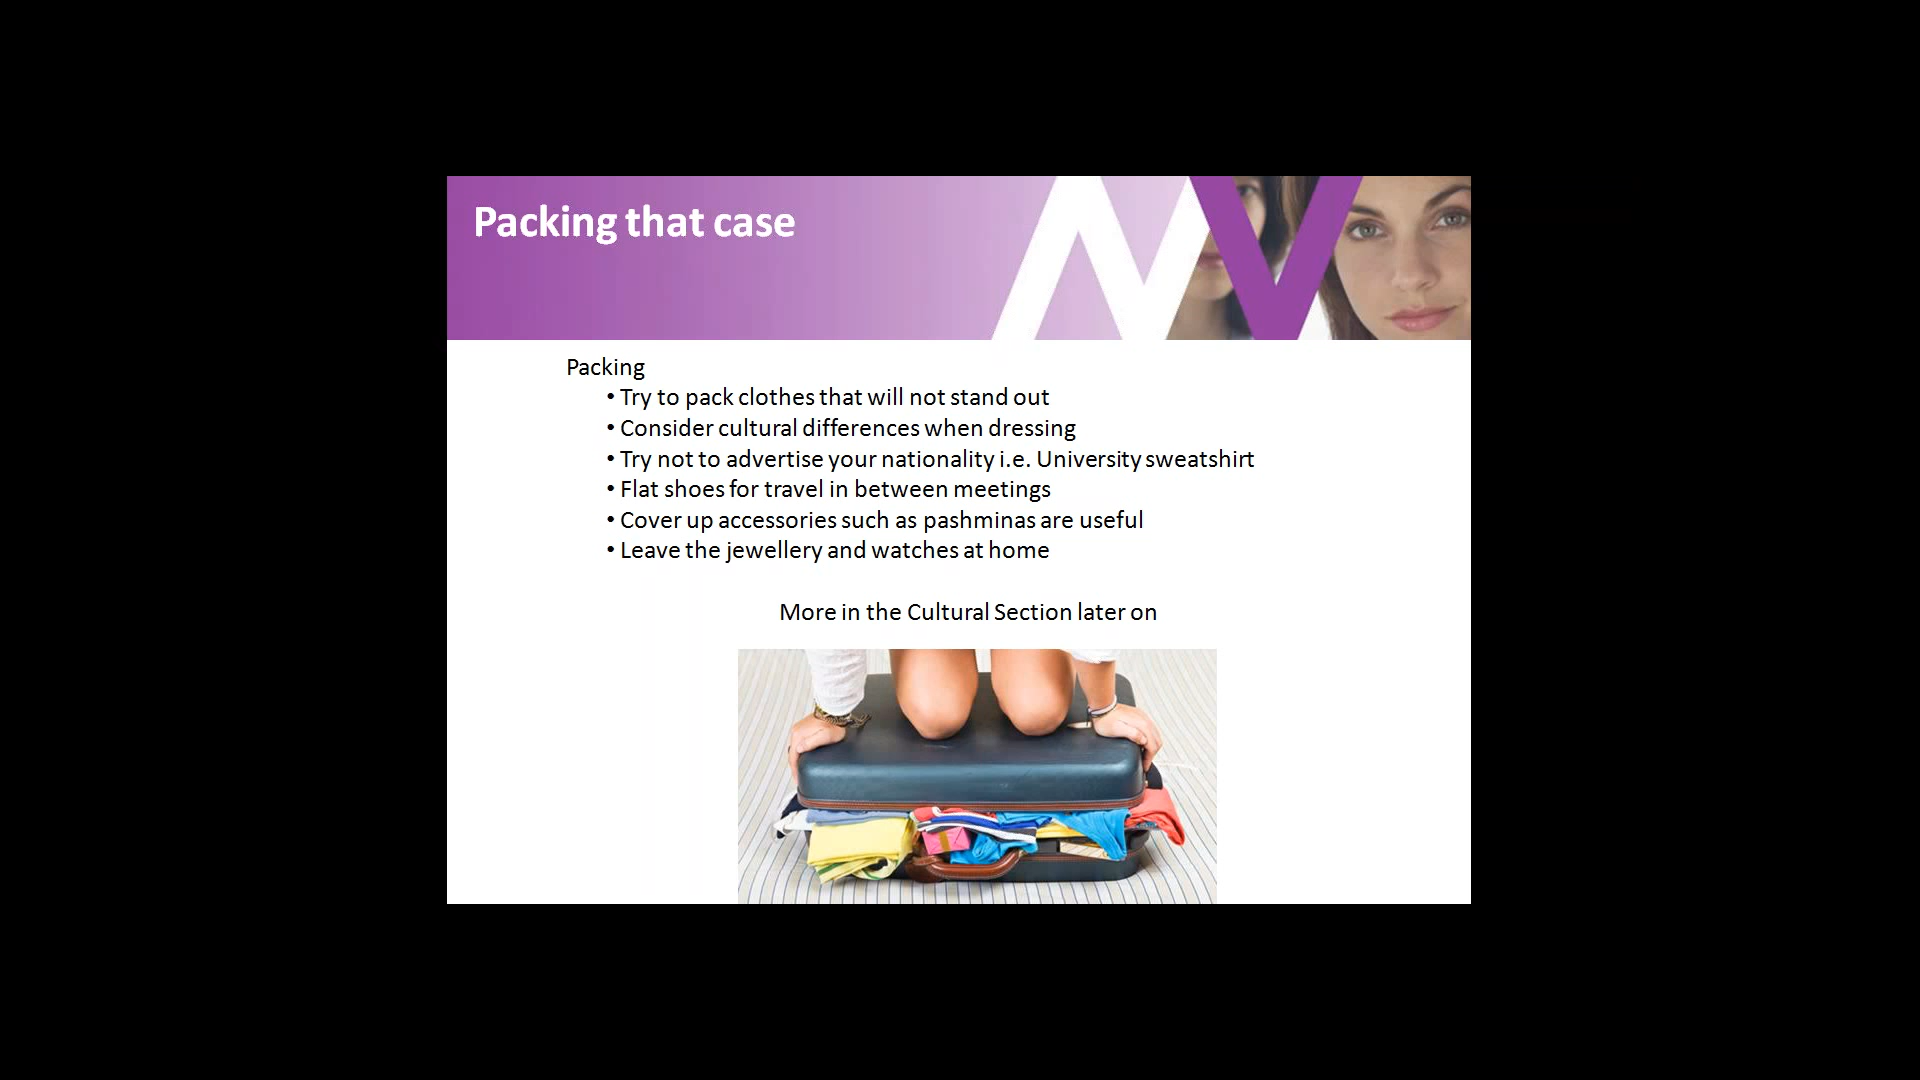 Packing that case
Packing
• Try to pack clothes that will not stand out
• Consider cultural differences when dressing
• Try not to advertise your nationality i.e. University sweatshirt
• Flat shoes for travel in between meetings
• Cover up accessories such as pashminas are useful
• Leave the jewellery and watches at home
More in the Cultural Section later on